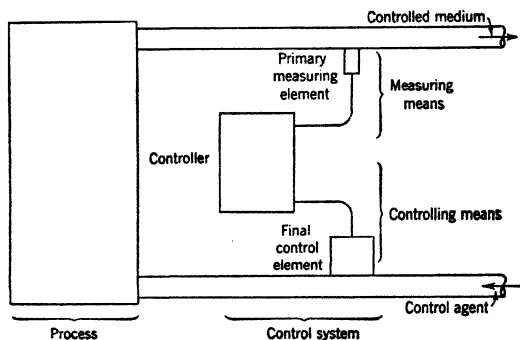 Controlled medium
Primary
measuring
element
Measuring
means
Controller
Controlling means
Final
control
element
Control agent
Process
Control system